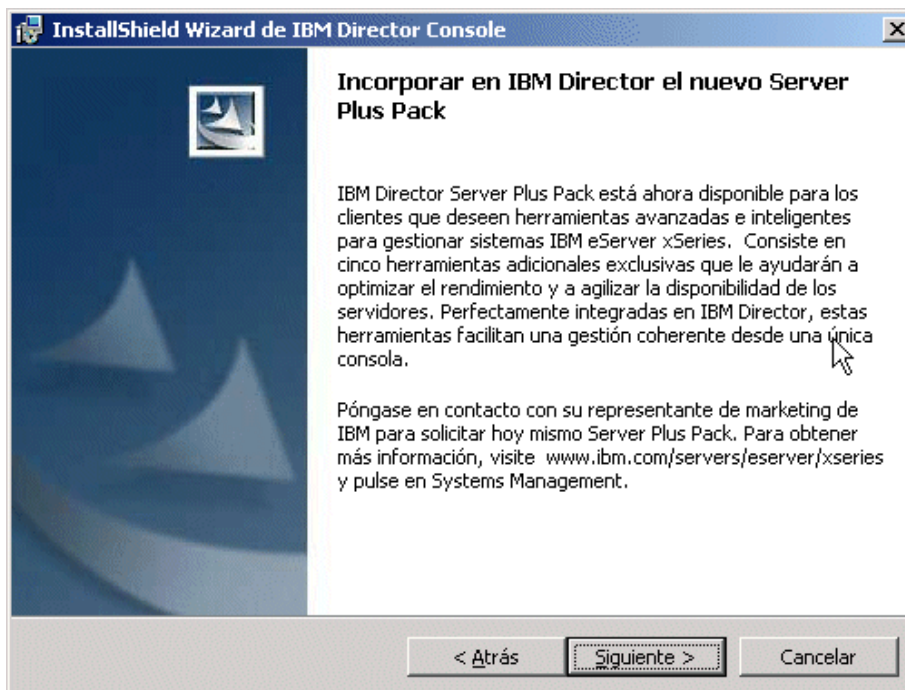 InstallShield Wizard de IBM Director Console
Incorporar en IBM Director el nuevo Server
Plus Pack
IBM Director Server Plus Pack está ahora disponible para los
clientes que deseen herramientas avanzadas e inteligentes
para gestionar sistemas IBM eServer xSeries.  Consiste en
cinco herramientas adicionales exclusivas que le ayudarán a
optimizar el rendimiento y a agilizar la disponibilidad de los
servidores. Perfectamente integradas en IBM Director, estas
herramientas facilitan una gestión coherente desde una única
consola.
Póngase en contacto con su representante de marketing de
IBM para solicitar hoy mismo Server Plus Pack. Para obtener
más información, visite  www.ibm.com/servers/eserver/xseries
y pulse en Systems Management.
< Atrás
Siguiente >
Cancelar